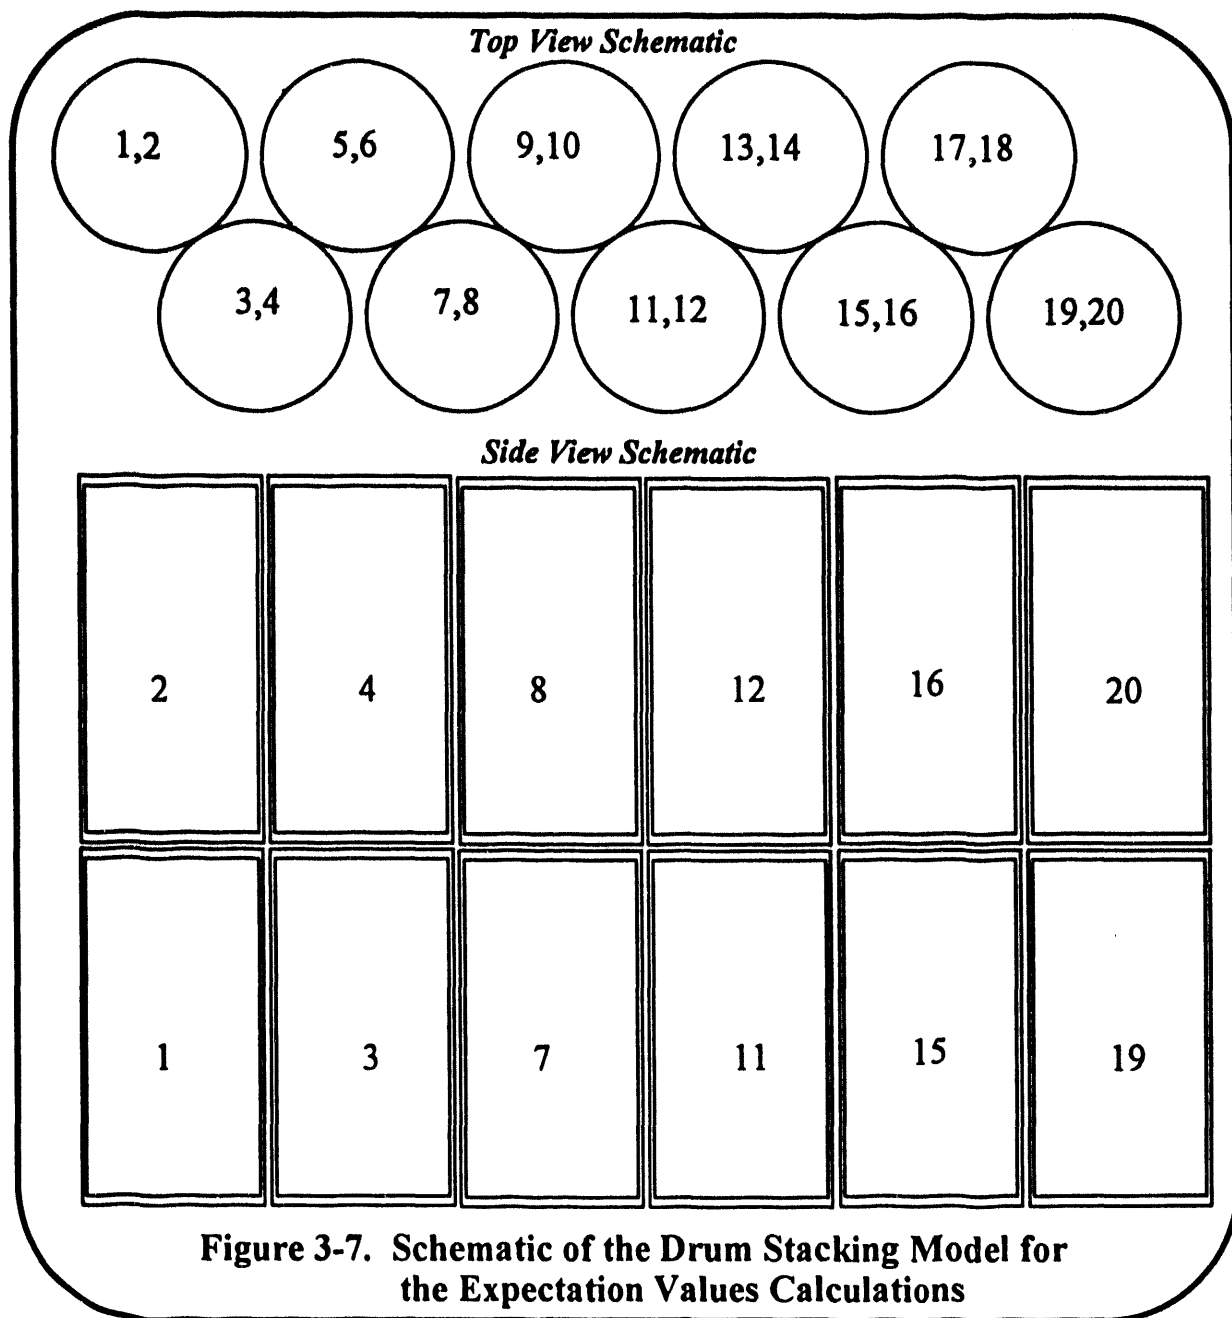 Top View Schematic
1,2 5,6 9,10 13,14 17,18
3,4 7,8 11,12 15,16 19,20
Side View Schematic
2 4 8 12 16 20
1 3 7 11 15 19
Figure 3-7. Schematic of the Drum Stacking Model for
the Expectation Values Calculations